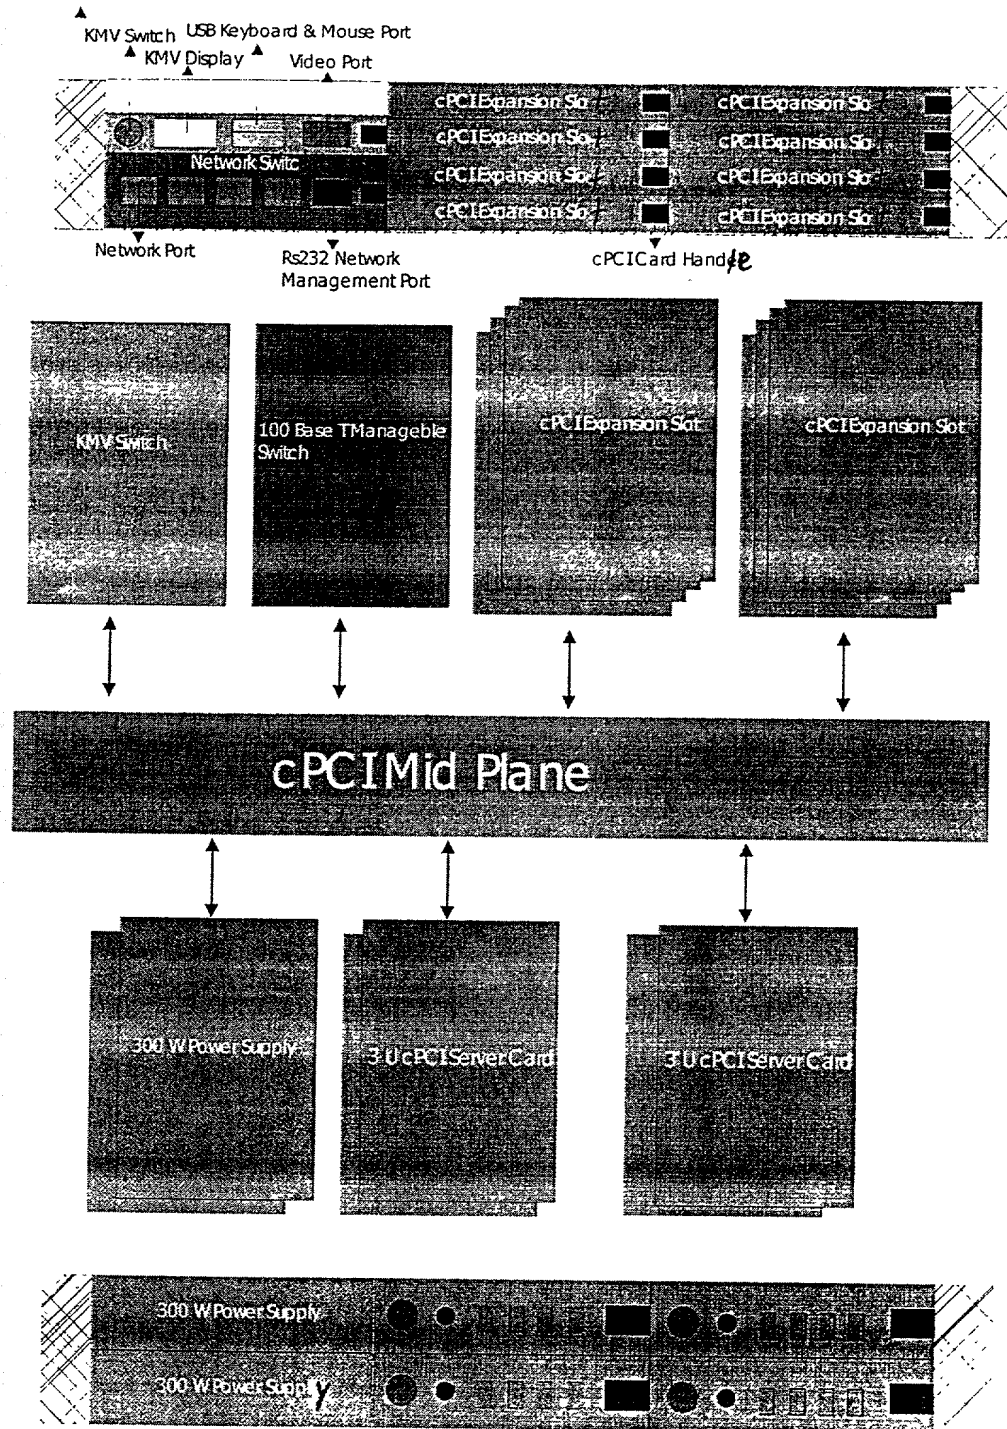 KMV Switch USB Keyboard & Mouse Port
KMV Display Video Port
cPCI Expansion Slo cPCI Expansion Slo
cPCI Expansion Slo cPCI Expansion Slo
Network Switc
cPCI Expansion Slo cPCI Expansion Slo
cPCI Expansion Slo cPCI Expansion Slo
Network Port Rs232 Network Management Port cPCI Card Handle
KMV Switch
100 Base T Manageble
Switch
cPCI Expansion Slot
cPCI Expansion Slot
cPCI Mid Plane
300 W Power Supply
3 U cPCI Server Card
3 U cPCI Server Card
300 W Power Supply
300 W Power Supply